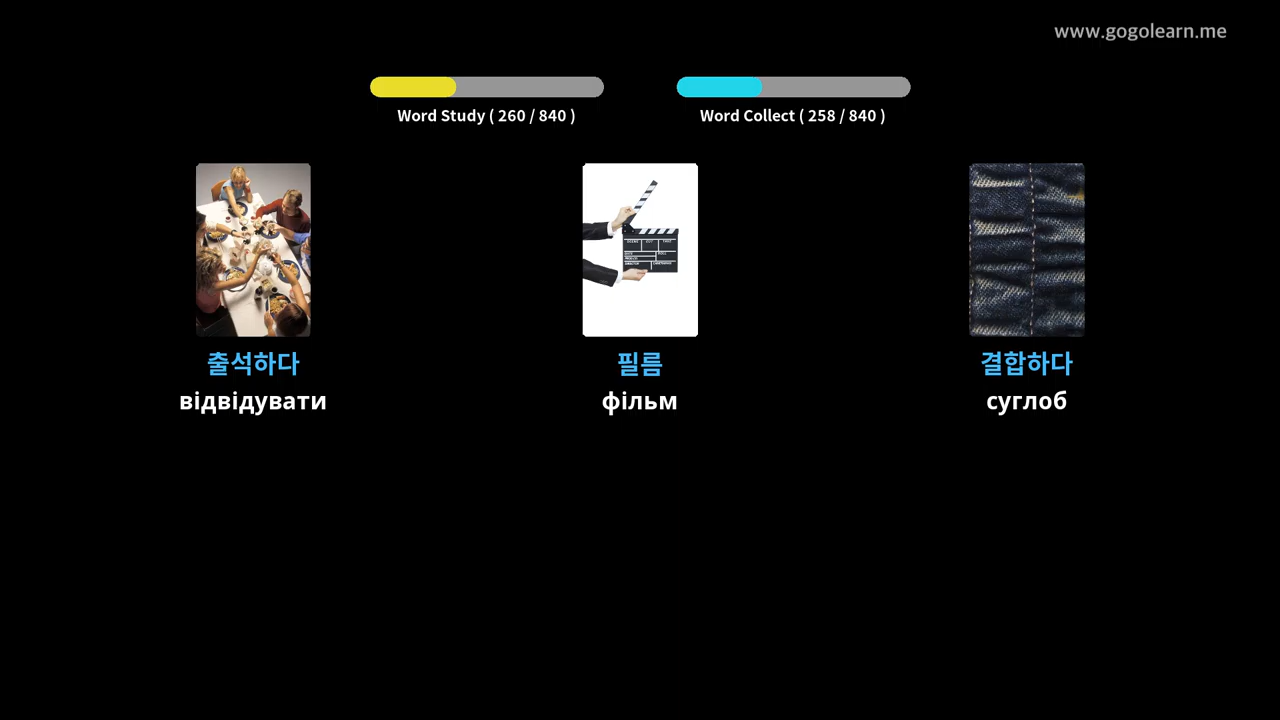 www.gogolearn.me
Word Study ( 260 / 840 )
Word Collect ( 258 / 840 )
출석하다
відвідувати
필름
фільм
결합하다
суглоб